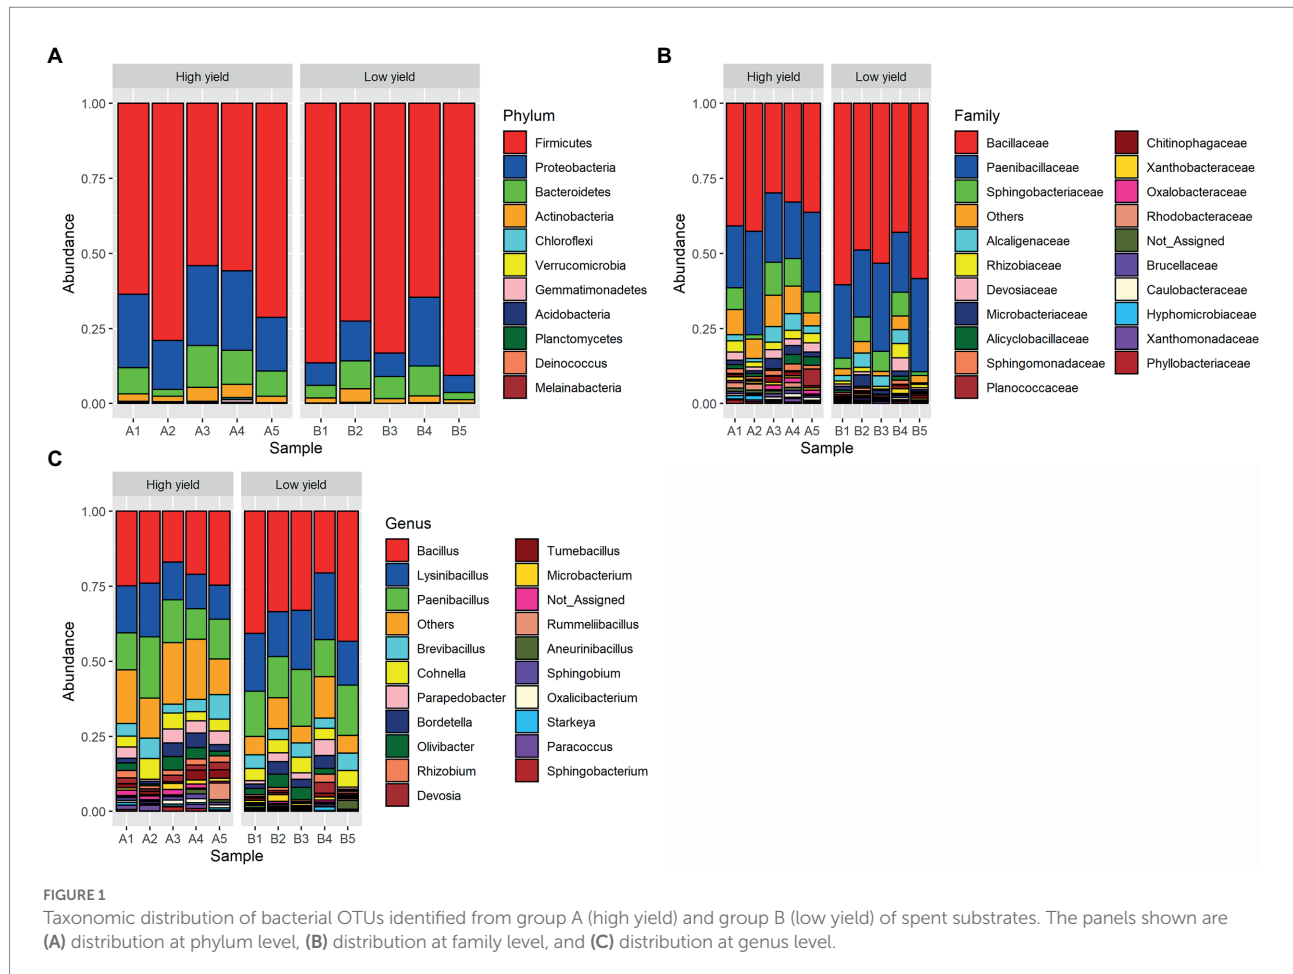 A
High yield
Low yield
1.00
0.75
0.50
0.25
0.00
Abundance
A1 A2 A3 A4 A5 B1 B2 B3 B4 B5
Sample
Phylum
Firmicutes
Proteobacteria
Bacteroidetes
Actinobacteria
Chloroflexi
Verrucomicrobia
Gemmatimonadetes
Acidobacteria
Planctomycetes
Deinococcus
Melainabacteria
B
High yield
Low yield
1.00
0.75
0.50
0.25
0.00
Abundance
A1 A2 A3 A4 A5 B1 B2 B3 B4 B5
Sample
Family
Bacillaceae
Paenibacillaceae
Sphingobacteriaceae
Others
Alcaligenaceae
Rhizobiaceae
Devosiaceae
Microbacteriaceae
Alicyclobacillaceae
Sphingomonadaceae
Planococcaceae
Chitinophagaceae
Xanthobacteraceae
Oxalobacteraceae
Rhodobacteraceae
Not_Assigned
Brucellaceae
Caulobacteraceae
Hyphomicrobiaceae
Xanthomonadaceae
Phyllobacteriaceae
C
High yield
Low yield
1.00
0.75
0.50
0.25
0.00
Abundance
A1 A2 A3 A4 A5 B1 B2 B3 B4 B5
Sample
Genus
Bacillus
Lysinibacillus
Paenibacillus
Others
Brevibacillus
Cohnella
Parapedobacter
Bordetella
Olivibacter
Rhizobium
Devosia
Tumebacillus
Microbacterium
Not_Assigned
Rummeliibacillus
Aneurinibacillus
Sphingobium
Oxalicibacterium
Starkeya
Paracoccus
Sphingobacterium
FIGURE 1
Taxonomic distribution of bacterial OTUs identified from group A (high yield) and group B (low yield) of spent substrates. The panels shown are
(A) distribution at phylum level, (B) distribution at family level, and (C) distribution at genus level.